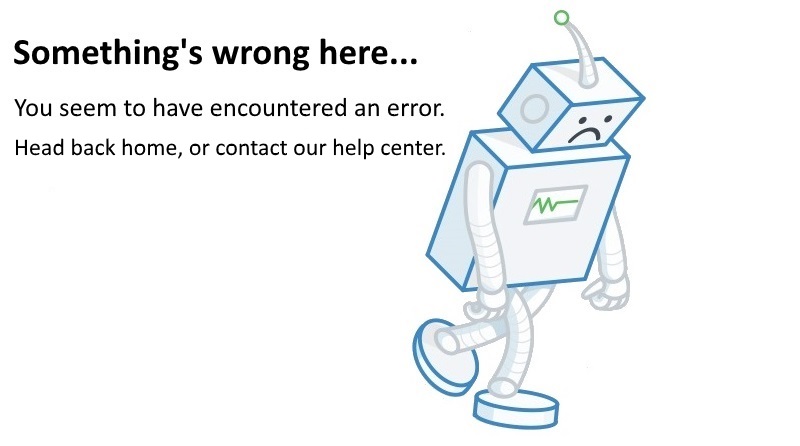 Something's wrong here...
You seem to have encountered an error.
Head back home, or contact our help center.